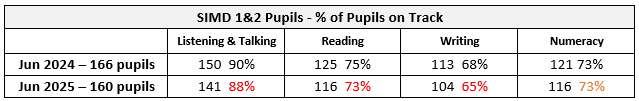 SIMD 1&2 Pupils - % of Pupils on Track
Listening & Talking Reading Writing Numeracy
Jun 2024 – 166 pupils 150 90% 125 75% 113 68% 121 73%
Jun 2025 – 160 pupils 141 88% 116 73% 104 65% 116 73%